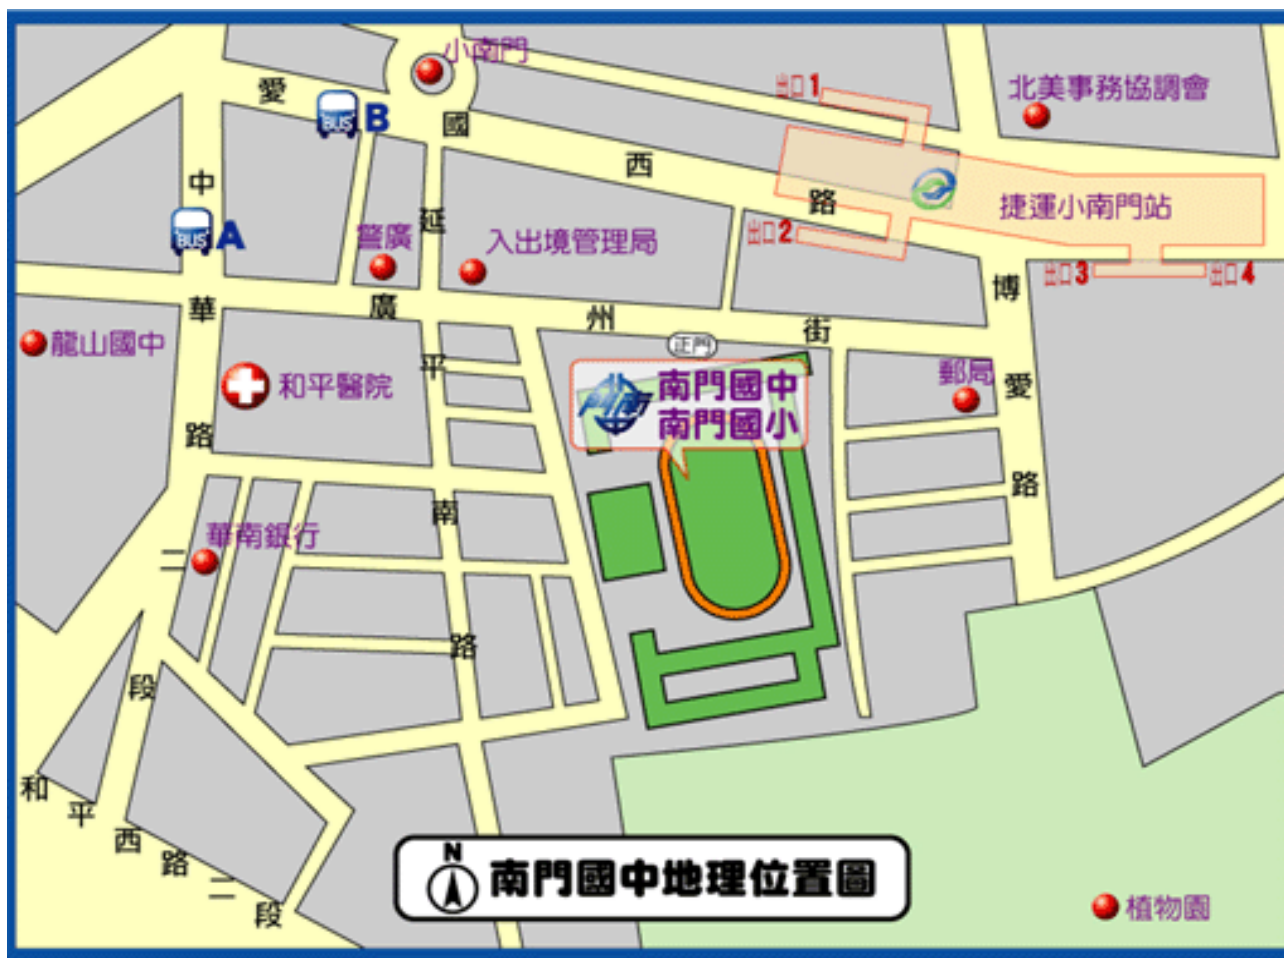 小南門
出口1
北美事務協調會
愛國西路
BUS B
捷運小南門站
出口2
出口3
出口4
中華路二段
BUS A
警廣
延平南路
入出境管理局
廣州街
博愛路
正門
龍山國中
和平醫院
南門國中
南門國小
郵局
華南銀行
和平西路二段
N
南門國中地理位置圖
植物園